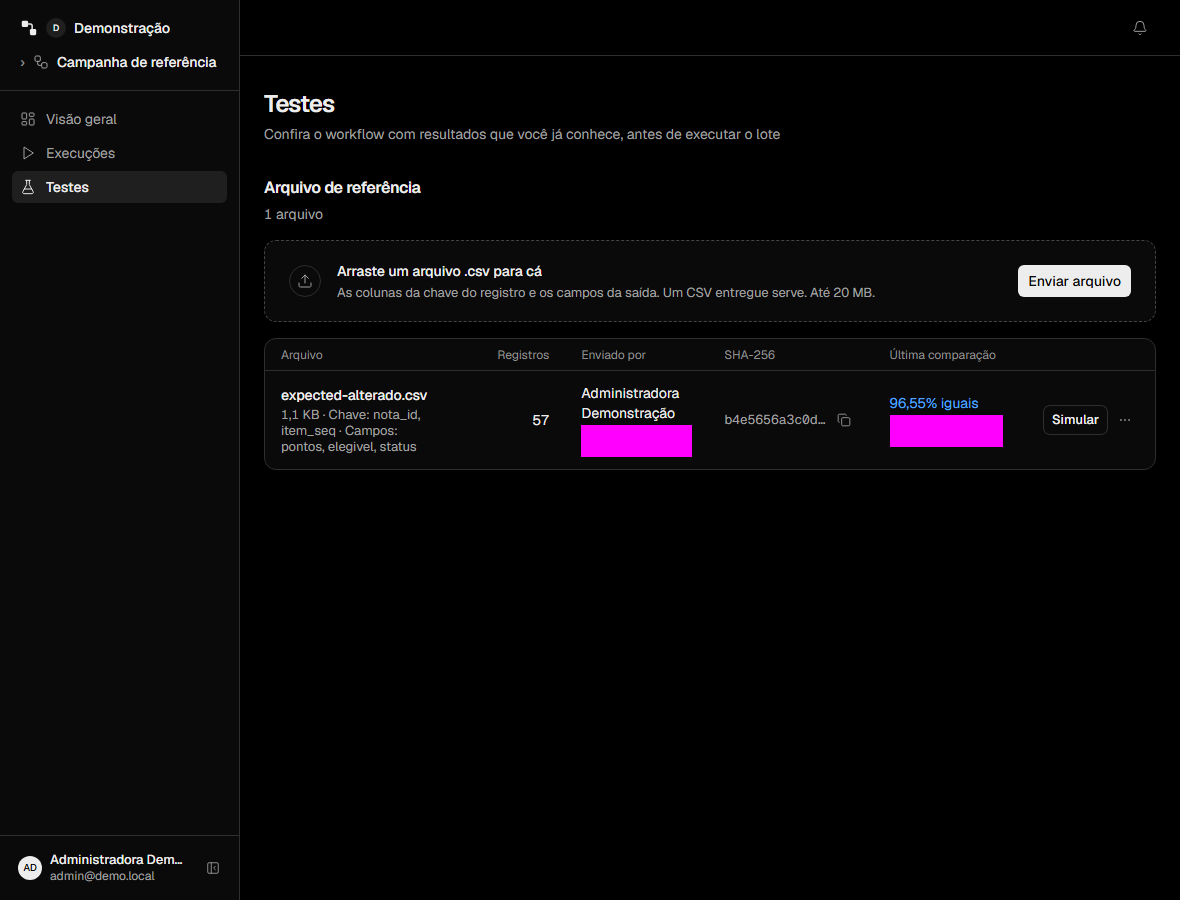 D Demonstração
Campanha de referência
Visão geral
Execuções
Testes
Testes
Confira o workflow com resultados que você já conhece, antes de executar o lote
Arquivo de referência
1 arquivo
Arraste um arquivo .csv para cá
As colunas da chave do registro e os campos da saída. Um CSV entregue serve. Até 20 MB.
Enviar arquivo
Arquivo Registros Enviado por SHA-256 Última comparação
expected-alterado.csv
1,1 KB · Chave: nota_id,
item_seq · Campos:
pontos, elegivel, status
57
Administradora
Demonstração
b4e5656a3c0d…
96,55% iguais
Simular
AD
Administradora Dem…
admin@demo.local